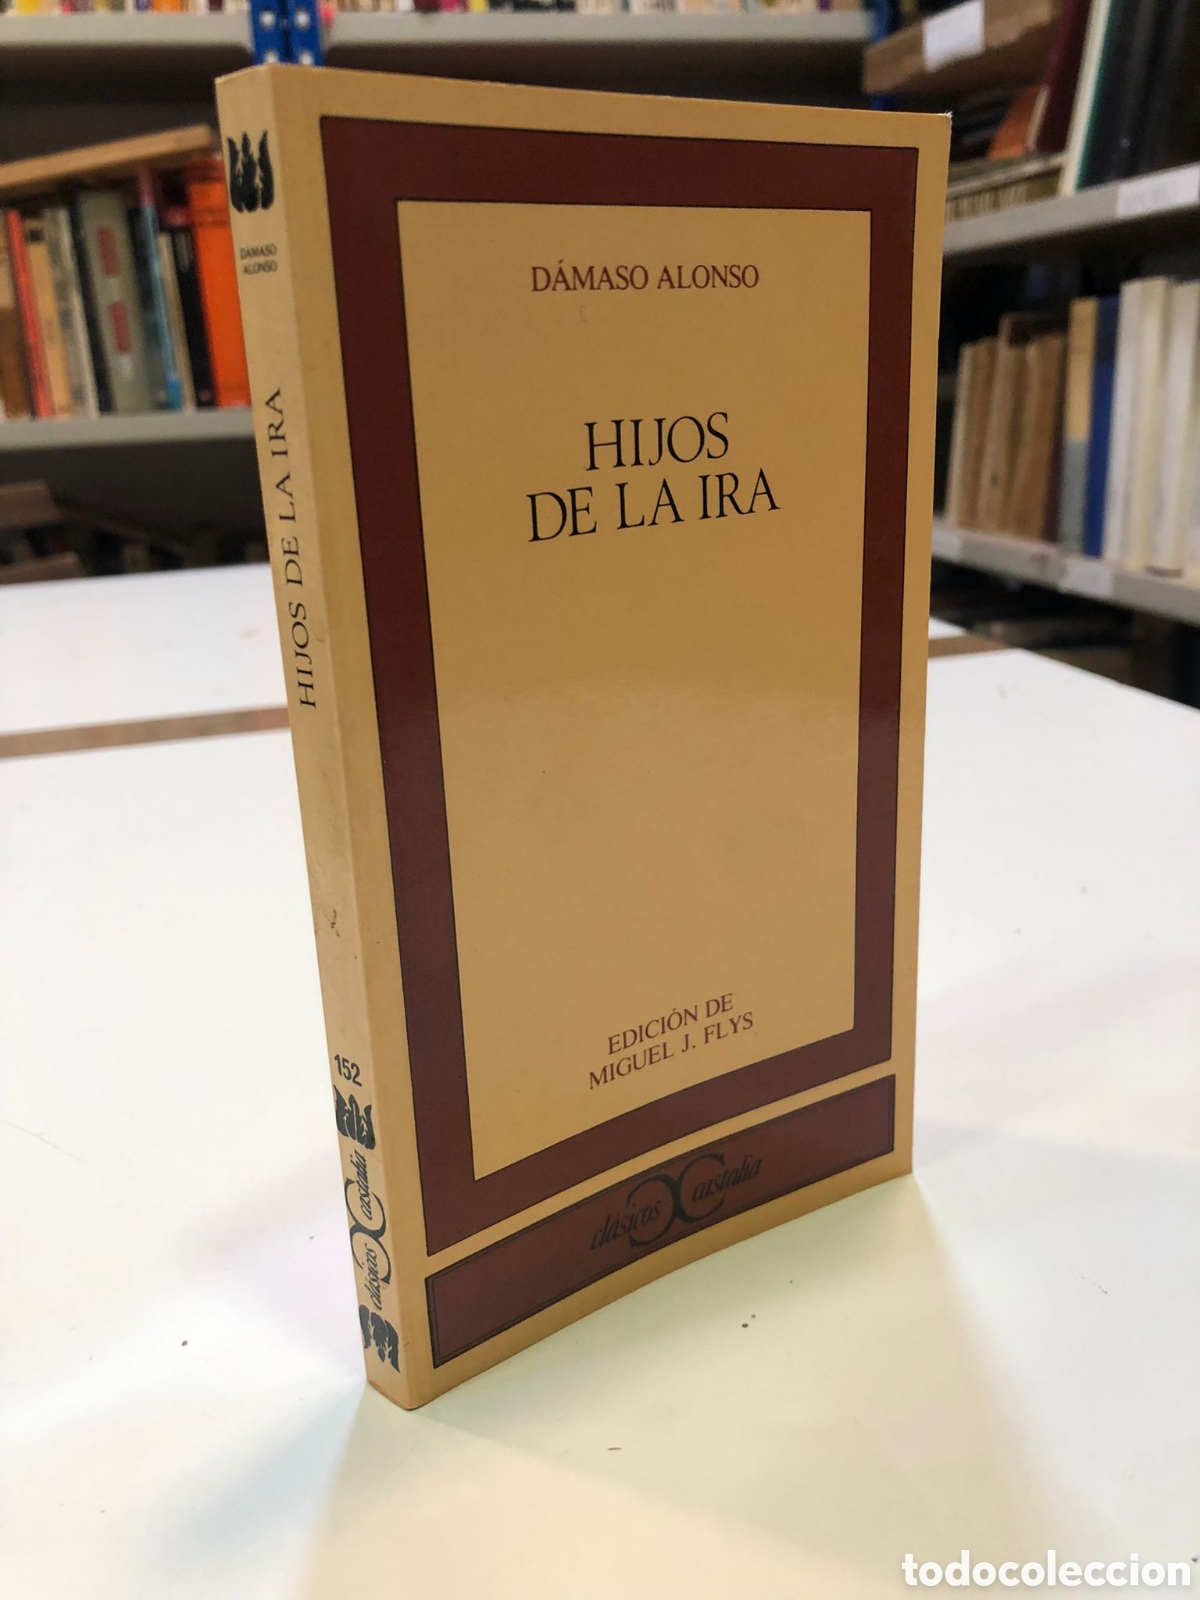 DÁMASO
ALONSO
HIJOS DE LA IRA
152
clásicos castalia
DÁMASO ALONSO
HIJOS
DE LA IRA
EDICIÓN DE
MIGUEL J. FLYS
clásicos castalia
todocoleccion